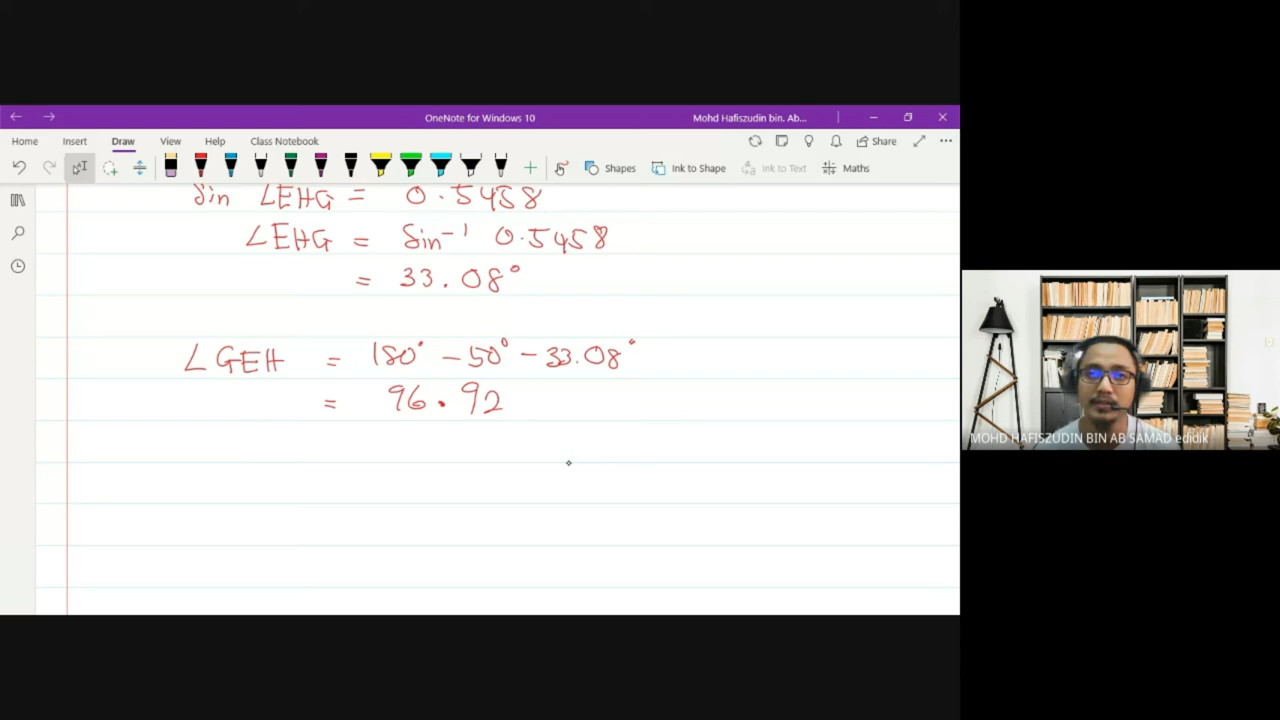 OneNote for Windows 10
Mohd Hafiszudin bin. Ab...
Home Insert Draw View Help Class Notebook
Share
Shapes Ink to Shape Ink to Text Maths
Sin ∠EHG = 0.5458
∠EHG = Sin⁻¹ 0.5458
= 33.08°
∠GEH = 180° - 50° - 33.08°
= 96.92
MOHD HAFISZUDIN BIN AB SAMAD edidik